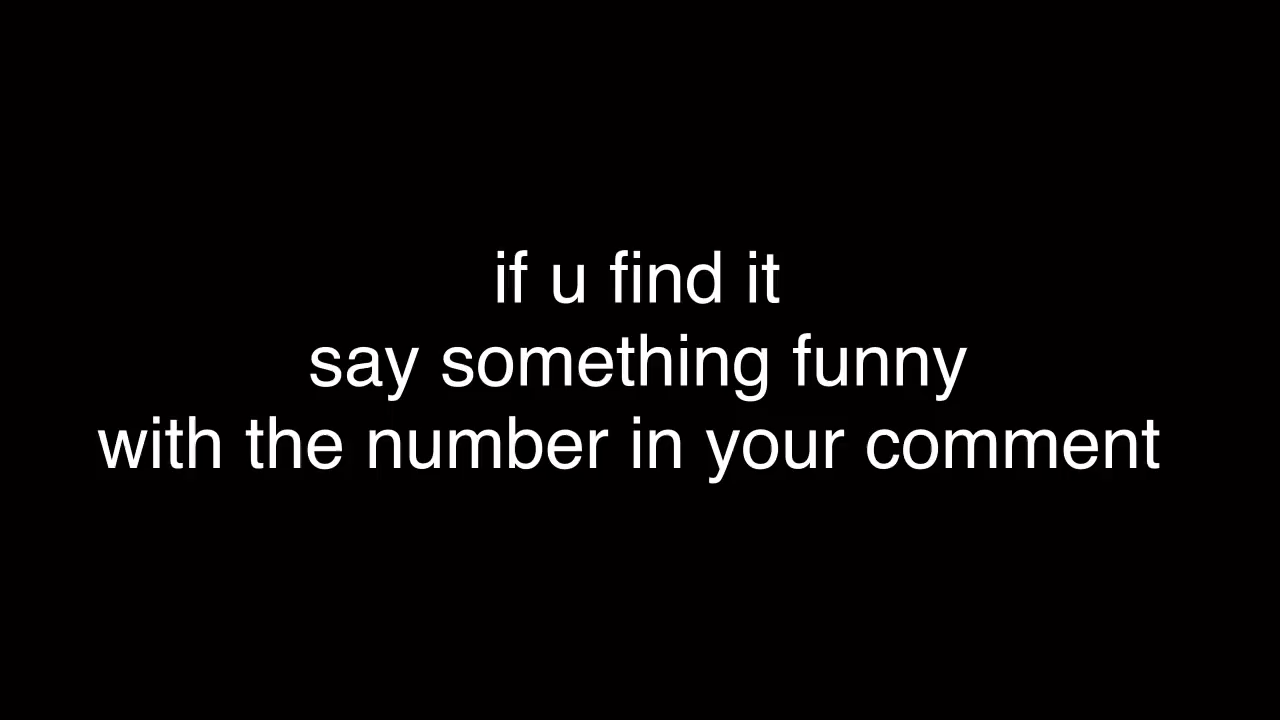 if u find it
say something funny
with the number in your comment